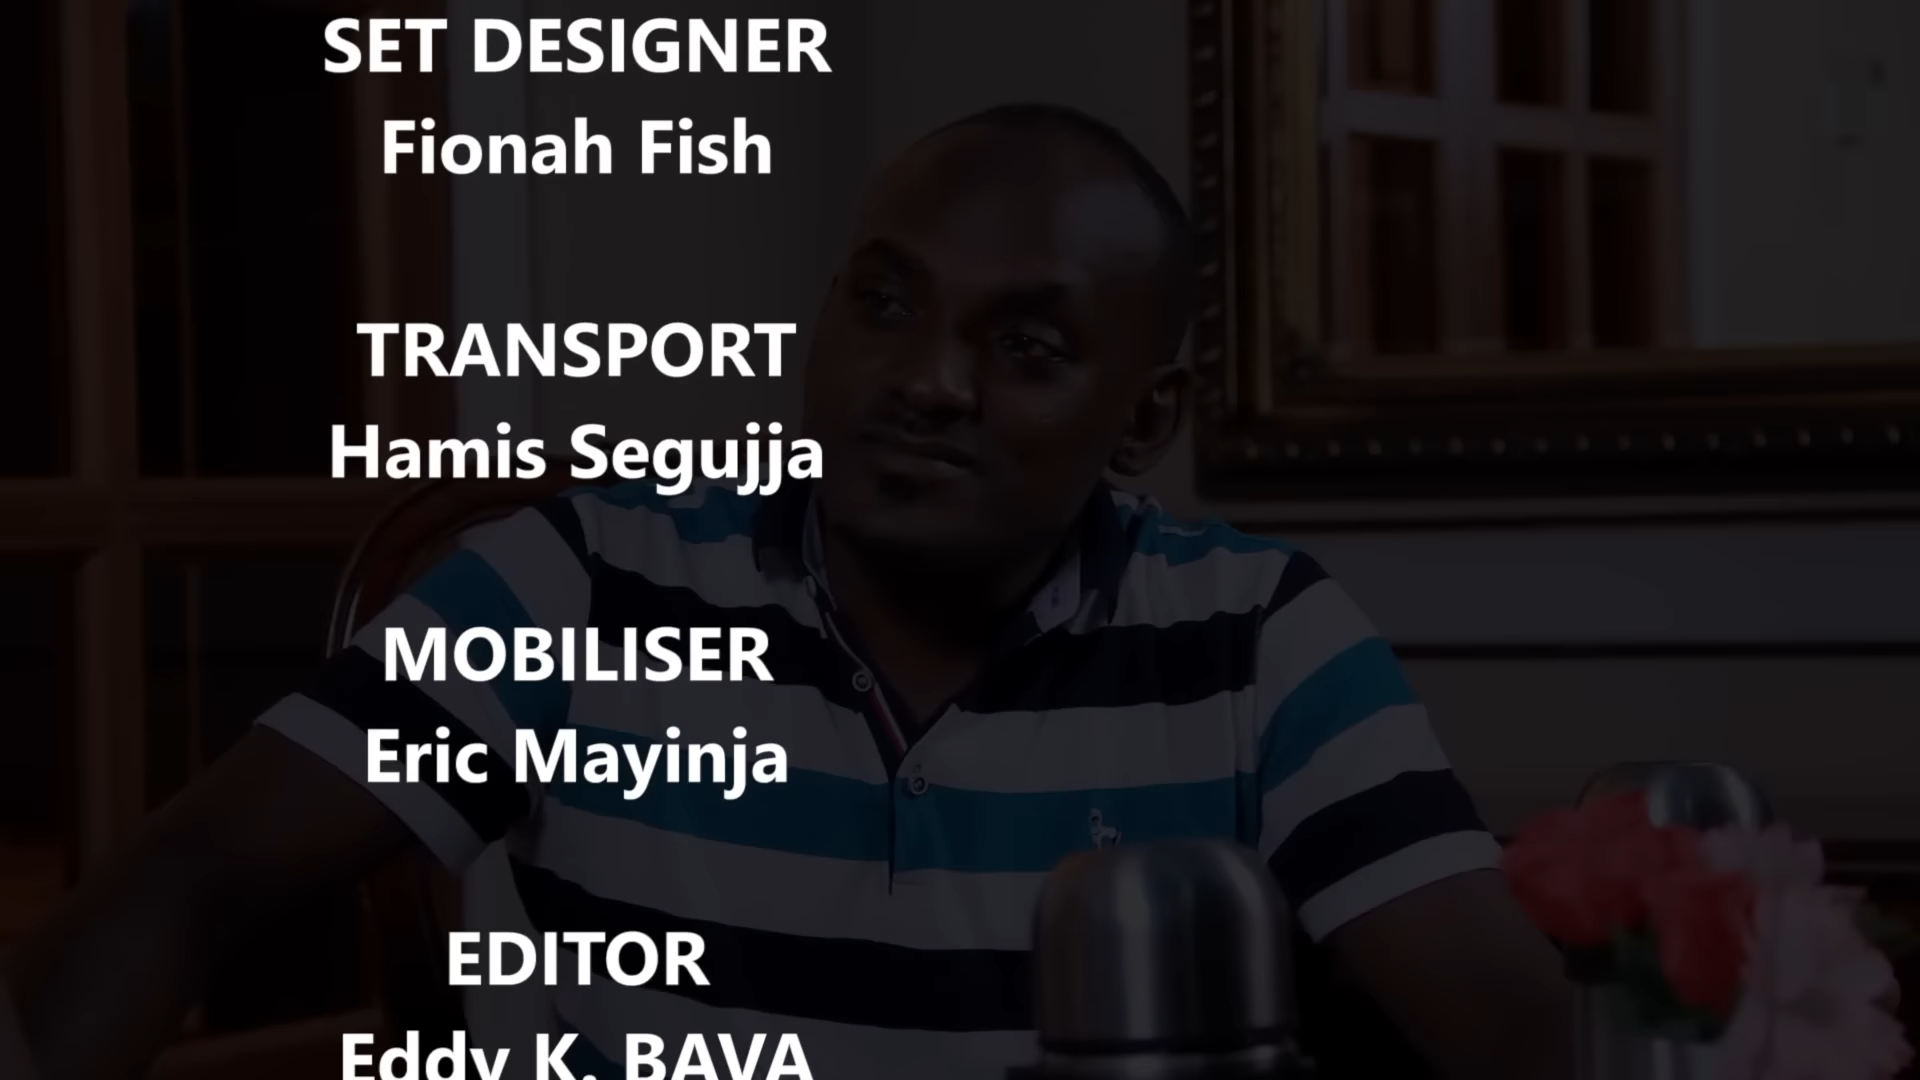 SET DESIGNER
Fionah Fish
TRANSPORT
Hamis Segujja
MOBILISER
Eric Mayinja
EDITOR
Eddy K. BAVA